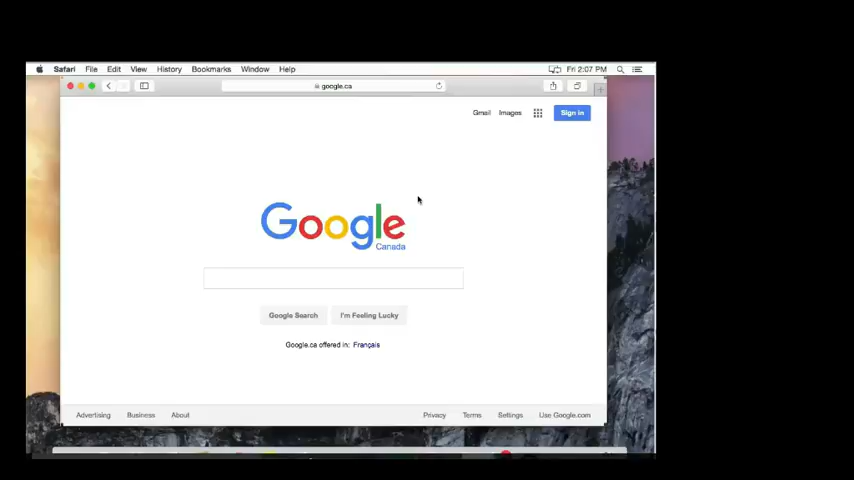 Safari File Edit View History Bookmarks Window Help Fri 2:07 PM
google.ca
Gmail Images Sign in
Google
Canada
Google Search I'm Feeling Lucky
Google.ca offered in: Français
Advertising Business About Privacy Terms Settings Use Google.com